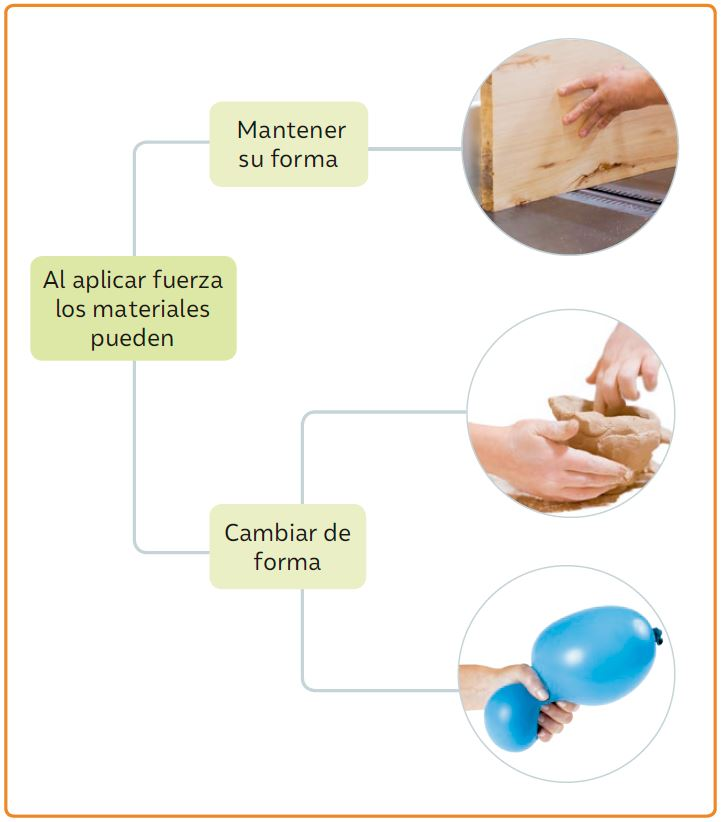 Mantener
su forma
Al aplicar fuerza
los materiales
pueden
Cambiar de
forma